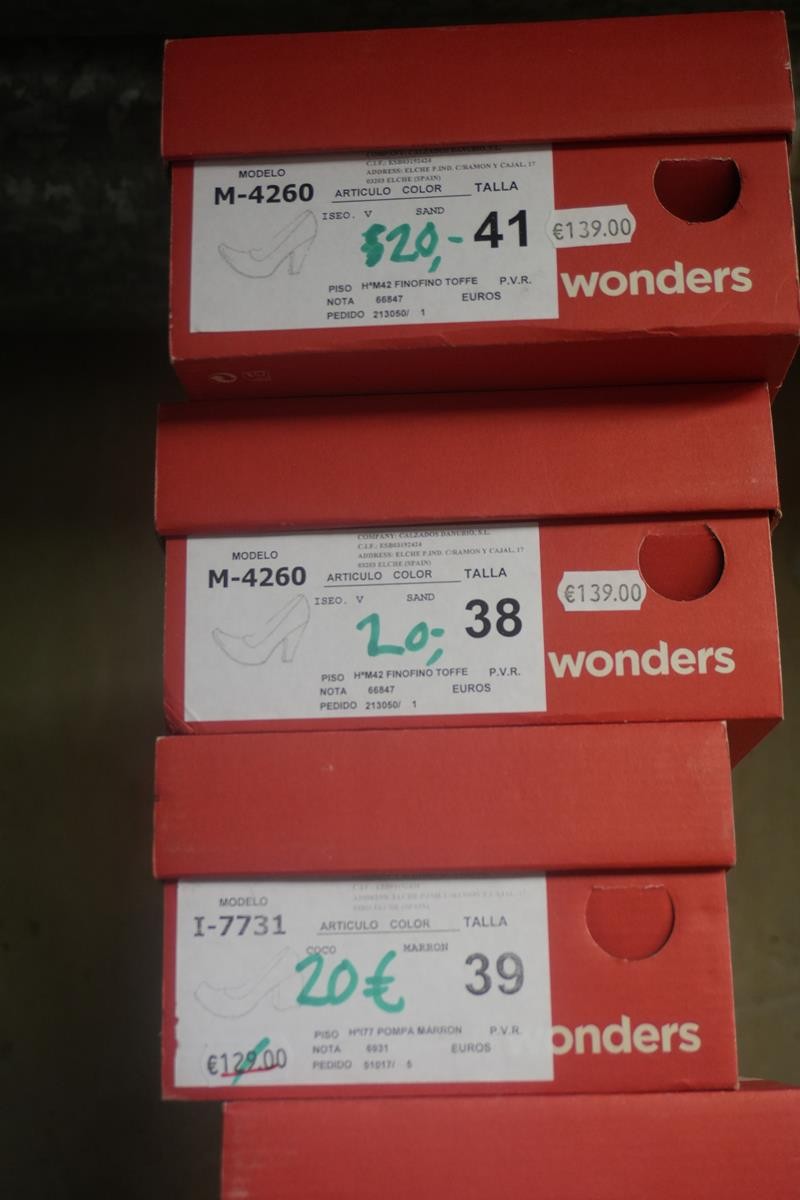 COMPANY: CALZADOS DANUBIO, S.L.
C.I.F.: ESB03192424
ADDRESS: ELCHE P.IND. C/RAMON Y CAJAL, 17
03203 ELCHE (SPAIN)
MODELO
M-4260 ARTICULO COLOR TALLA
ISEO. V SAND
$20,- 41
€139.00
PISO H*M42 FINOFINO TOFFE P.V.R.
NOTA 66847 EUROS
PEDIDO 213050/ 1
wonders
COMPANY: CALZADOS DANUBIO, S.L.
C.I.F.: ESB03192424
ADDRESS: ELCHE P.IND. C/RAMON Y CAJAL, 17
03203 ELCHE (SPAIN)
MODELO
M-4260 ARTICULO COLOR TALLA
ISEO. V SAND
20,- 38
€139.00
PISO H*M42 FINOFINO TOFFE P.V.R.
NOTA 66847 EUROS
PEDIDO 213050/ 1
wonders
MODELO
I-7731 ARTICULO COLOR TALLA
COCO MARRON
20€ 39
€129.00
PISO H*I77 POMPA MARRON P.V.R.
NOTA 6931 EUROS
PEDIDO 51017/ 5
onders